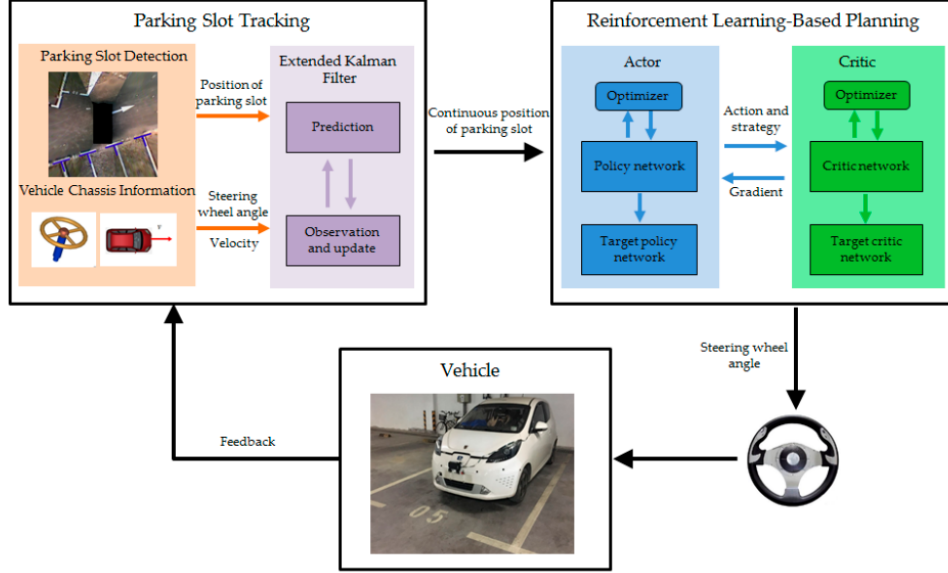 Parking Slot Tracking
Parking Slot Detection
Position of
parking slot
Vehicle Chassis Information
Steering
wheel angle
Velocity
v
Extended Kalman
Filter
Prediction
Observation
and update
Continuous position
of parking slot
Reinforcement Learning-Based Planning
Actor
Optimizer
Policy network
Target policy
network
Action and
strategy
Gradient
Critic
Optimizer
Critic network
Target critic
network
Steering wheel
angle
Vehicle
05
Feedback